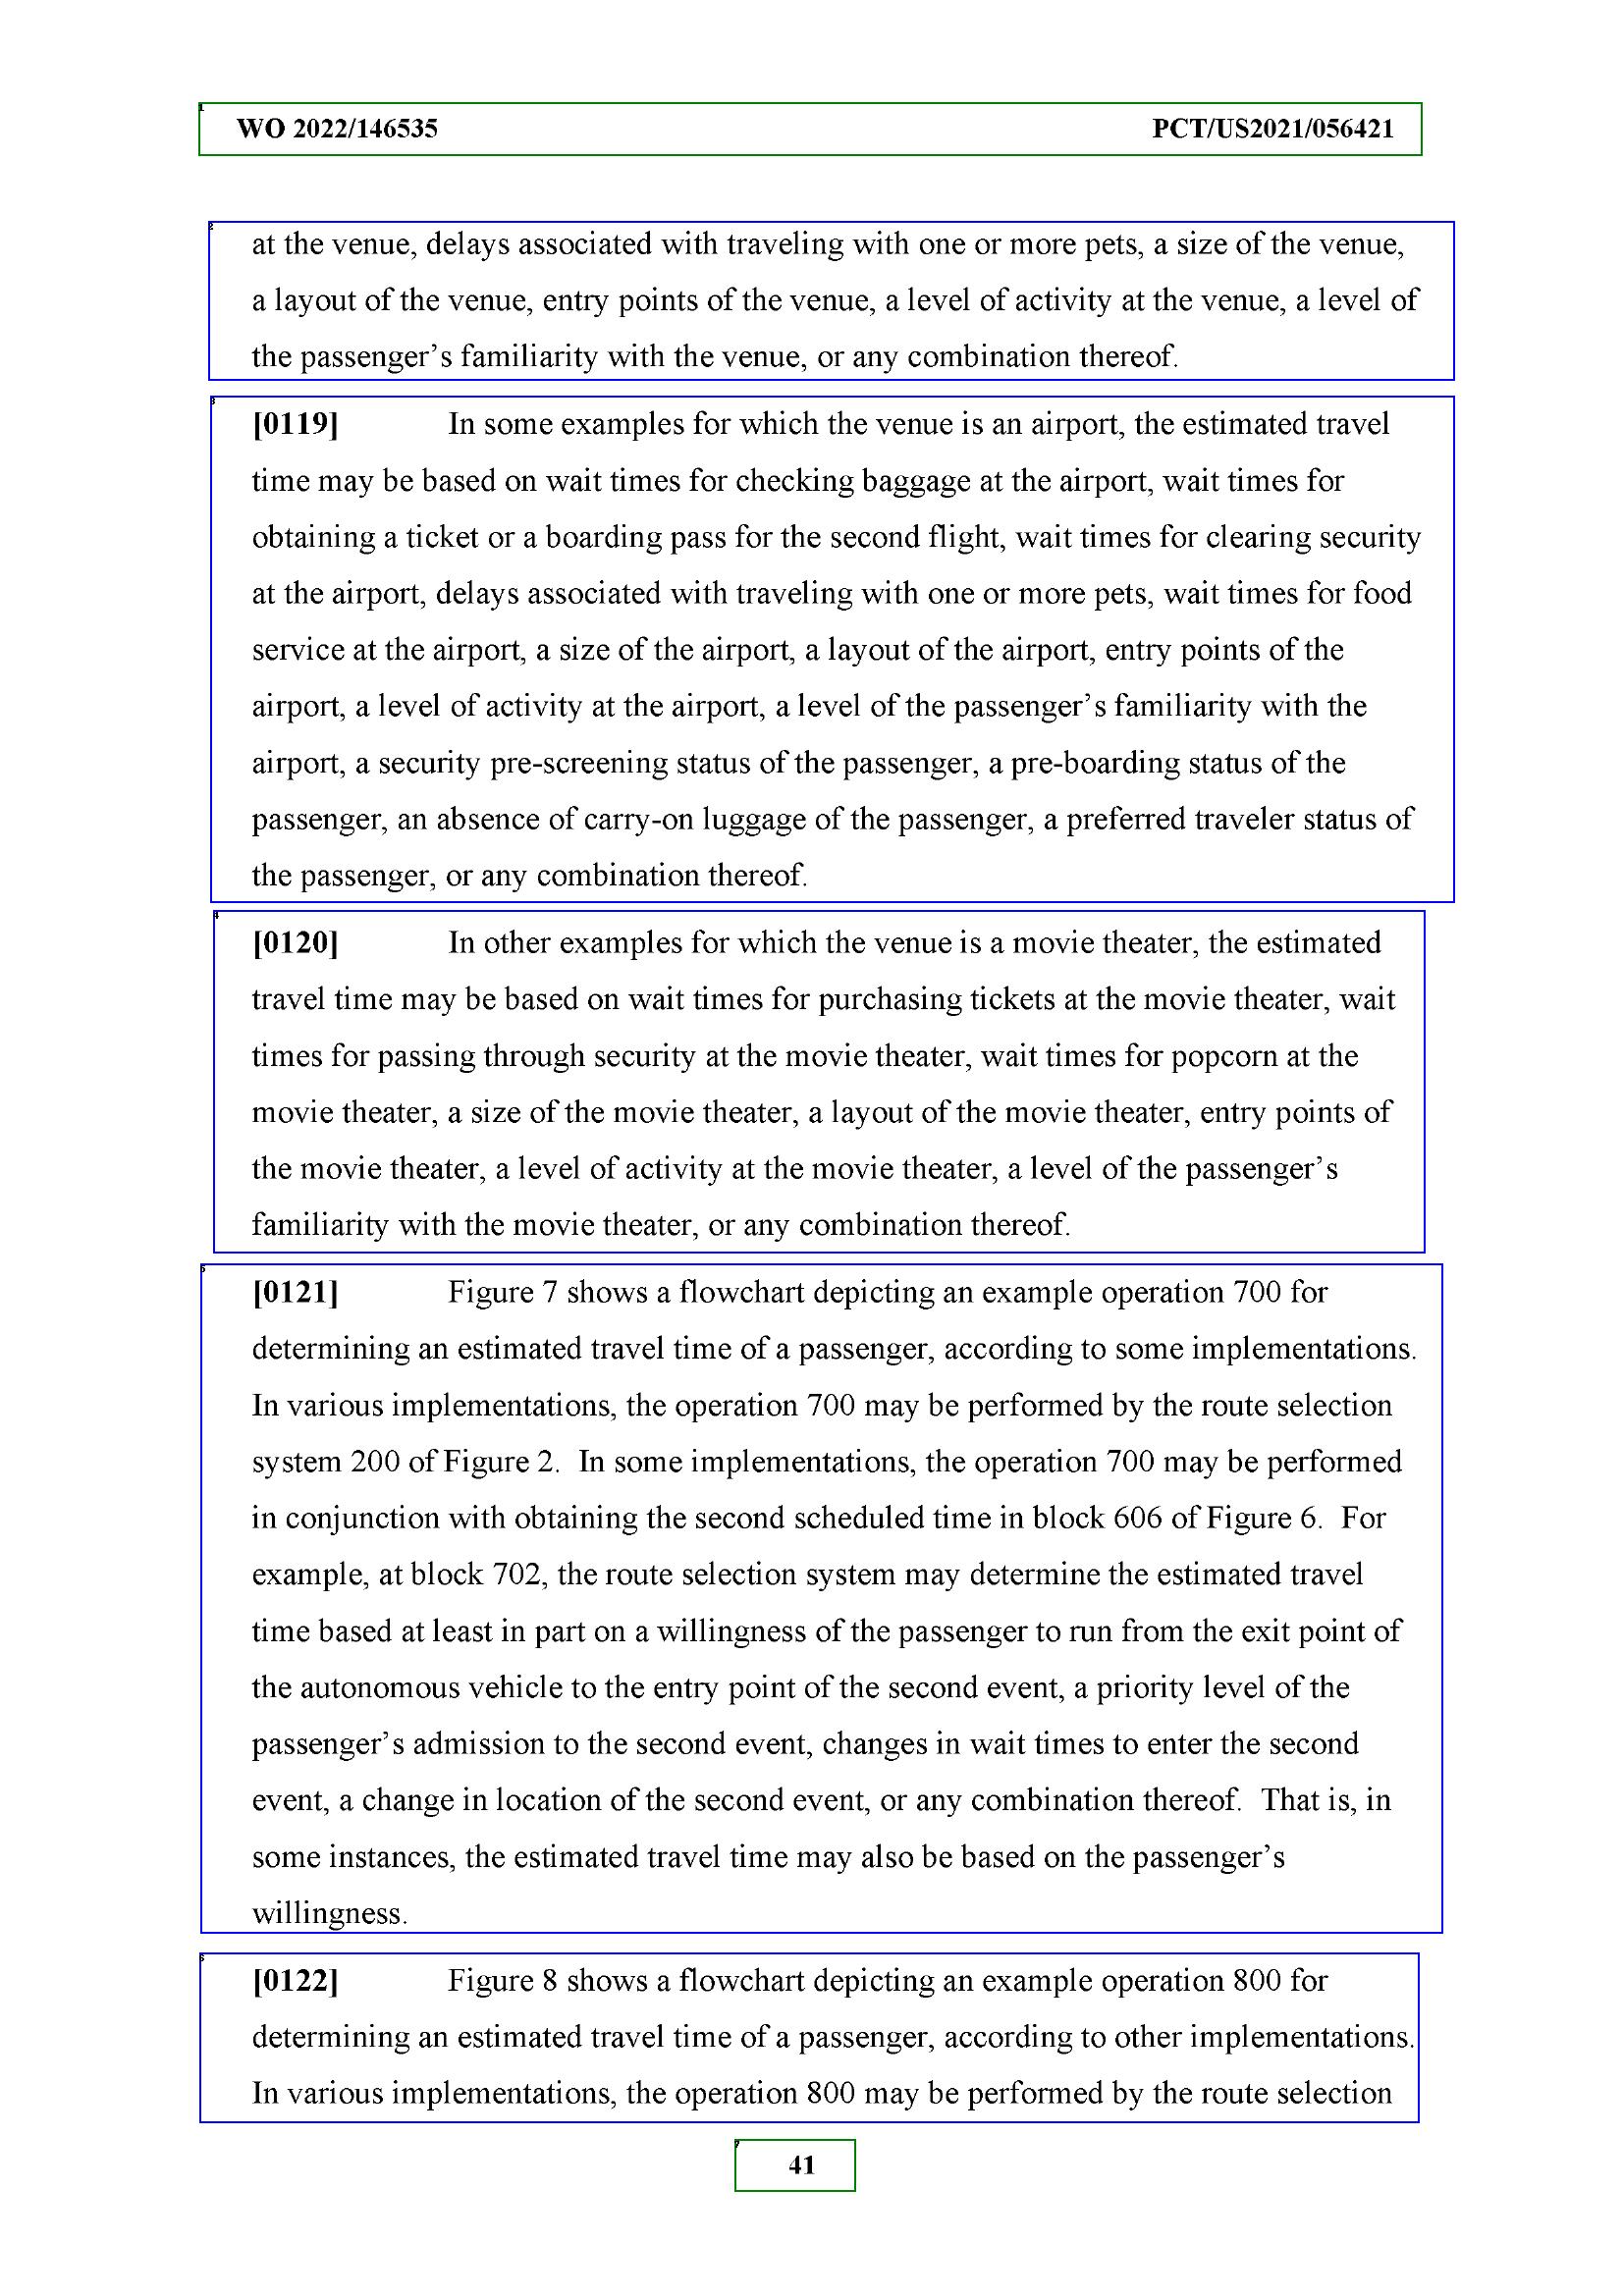 WO 2022/146535 PCT/US2021/056421
at the venue, delays associated with traveling with one or more pets, a size of the venue,
a layout of the venue, entry points of the venue, a level of activity at the venue, a level of
the passenger’s familiarity with the venue, or any combination thereof.
[0119] In some examples for which the venue is an airport, the estimated travel
time may be based on wait times for checking baggage at the airport, wait times for
obtaining a ticket or a boarding pass for the second flight, wait times for clearing security
at the airport, delays associated with traveling with one or more pets, wait times for food
service at the airport, a size of the airport, a layout of the airport, entry points of the
airport, a level of activity at the airport, a level of the passenger’s familiarity with the
airport, a security pre-screening status of the passenger, a pre-boarding status of the
passenger, an absence of carry-on luggage of the passenger, a preferred traveler status of
the passenger, or any combination thereof.
[0120] In other examples for which the venue is a movie theater, the estimated
travel time may be based on wait times for purchasing tickets at the movie theater, wait
times for passing through security at the movie theater, wait times for popcorn at the
movie theater, a size of the movie theater, a layout of the movie theater, entry points of
the movie theater, a level of activity at the movie theater, a level of the passenger’s
familiarity with the movie theater, or any combination thereof.
[0121] Figure 7 shows a flowchart depicting an example operation 700 for
determining an estimated travel time of a passenger, according to some implementations.
In various implementations, the operation 700 may be performed by the route selection
system 200 of Figure 2.  In some implementations, the operation 700 may be performed
in conjunction with obtaining the second scheduled time in block 606 of Figure 6.  For
example, at block 702, the route selection system may determine the estimated travel
time based at least in part on a willingness of the passenger to run from the exit point of
the autonomous vehicle to the entry point of the second event, a priority level of the
passenger’s admission to the second event, changes in wait times to enter the second
event, a change in location of the second event, or any combination thereof.  That is, in
some instances, the estimated travel time may also be based on the passenger’s
willingness.
[0122] Figure 8 shows a flowchart depicting an example operation 800 for
determining an estimated travel time of a passenger, according to other implementations.
In various implementations, the operation 800 may be performed by the route selection
41